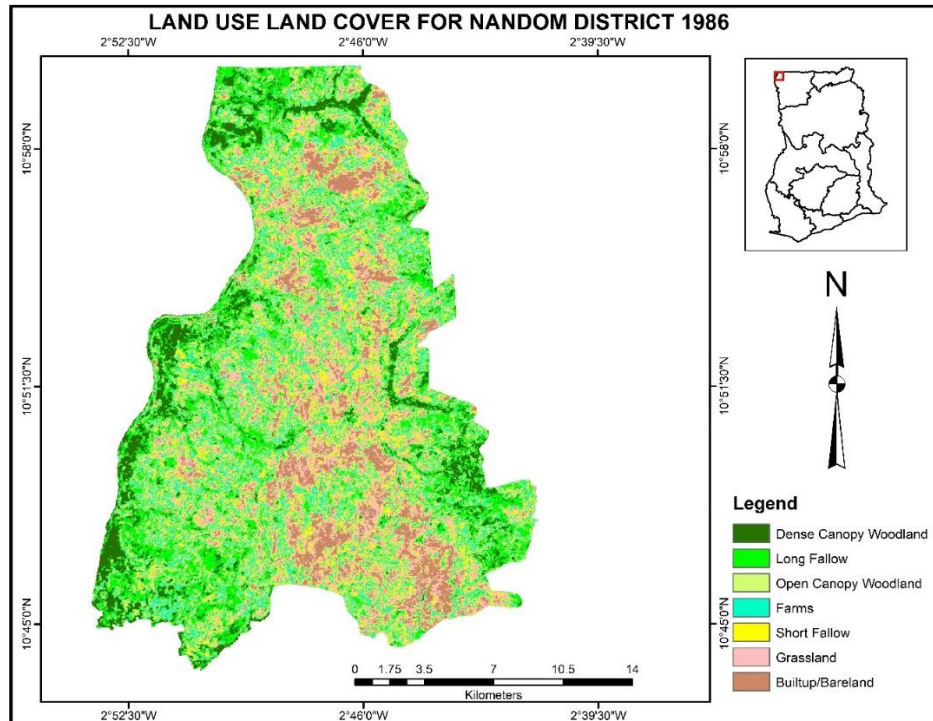 LAND USE LAND COVER FOR NANDOM DISTRICT 1986
2°52'30"W 2°46'0"W 2°39'30"W
10°58'0"N 10°58'0"N
10°51'30"N 10°51'30"N
10°45'0"N 10°45'0"N
N
Legend
Dense Canopy Woodland
Long Fallow
Open Canopy Woodland
Farms
Short Fallow
Grassland
Builtup/Bareland
0 1.75 3.5 7 10.5 14
Kilometers
2°52'30"W 2°46'0"W 2°39'30"W